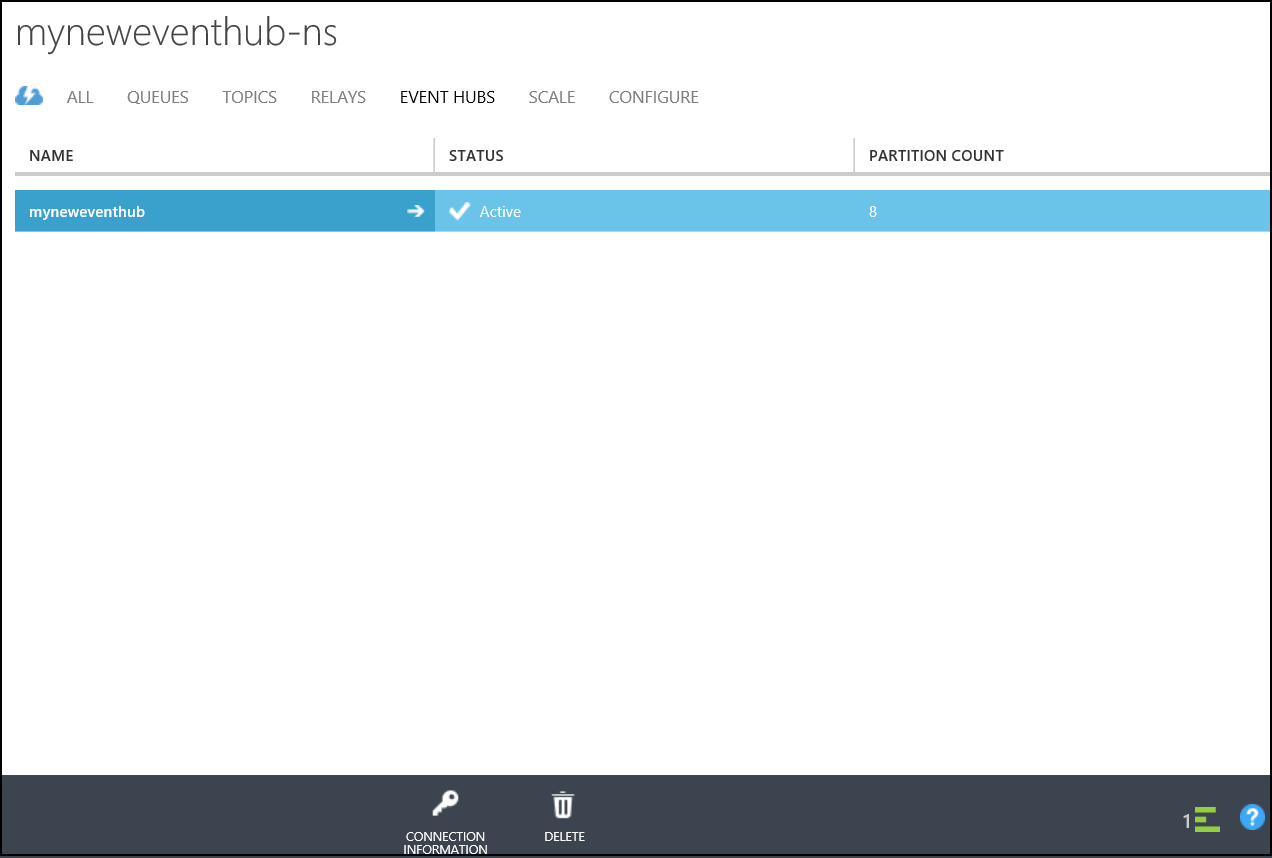 myneweventhub-ns
ALL QUEUES TOPICS RELAYS EVENT HUBS SCALE CONFIGURE
NAME STATUS PARTITION COUNT
myneweventhub Active 8
CONNECTION INFORMATION
DELETE
1
?